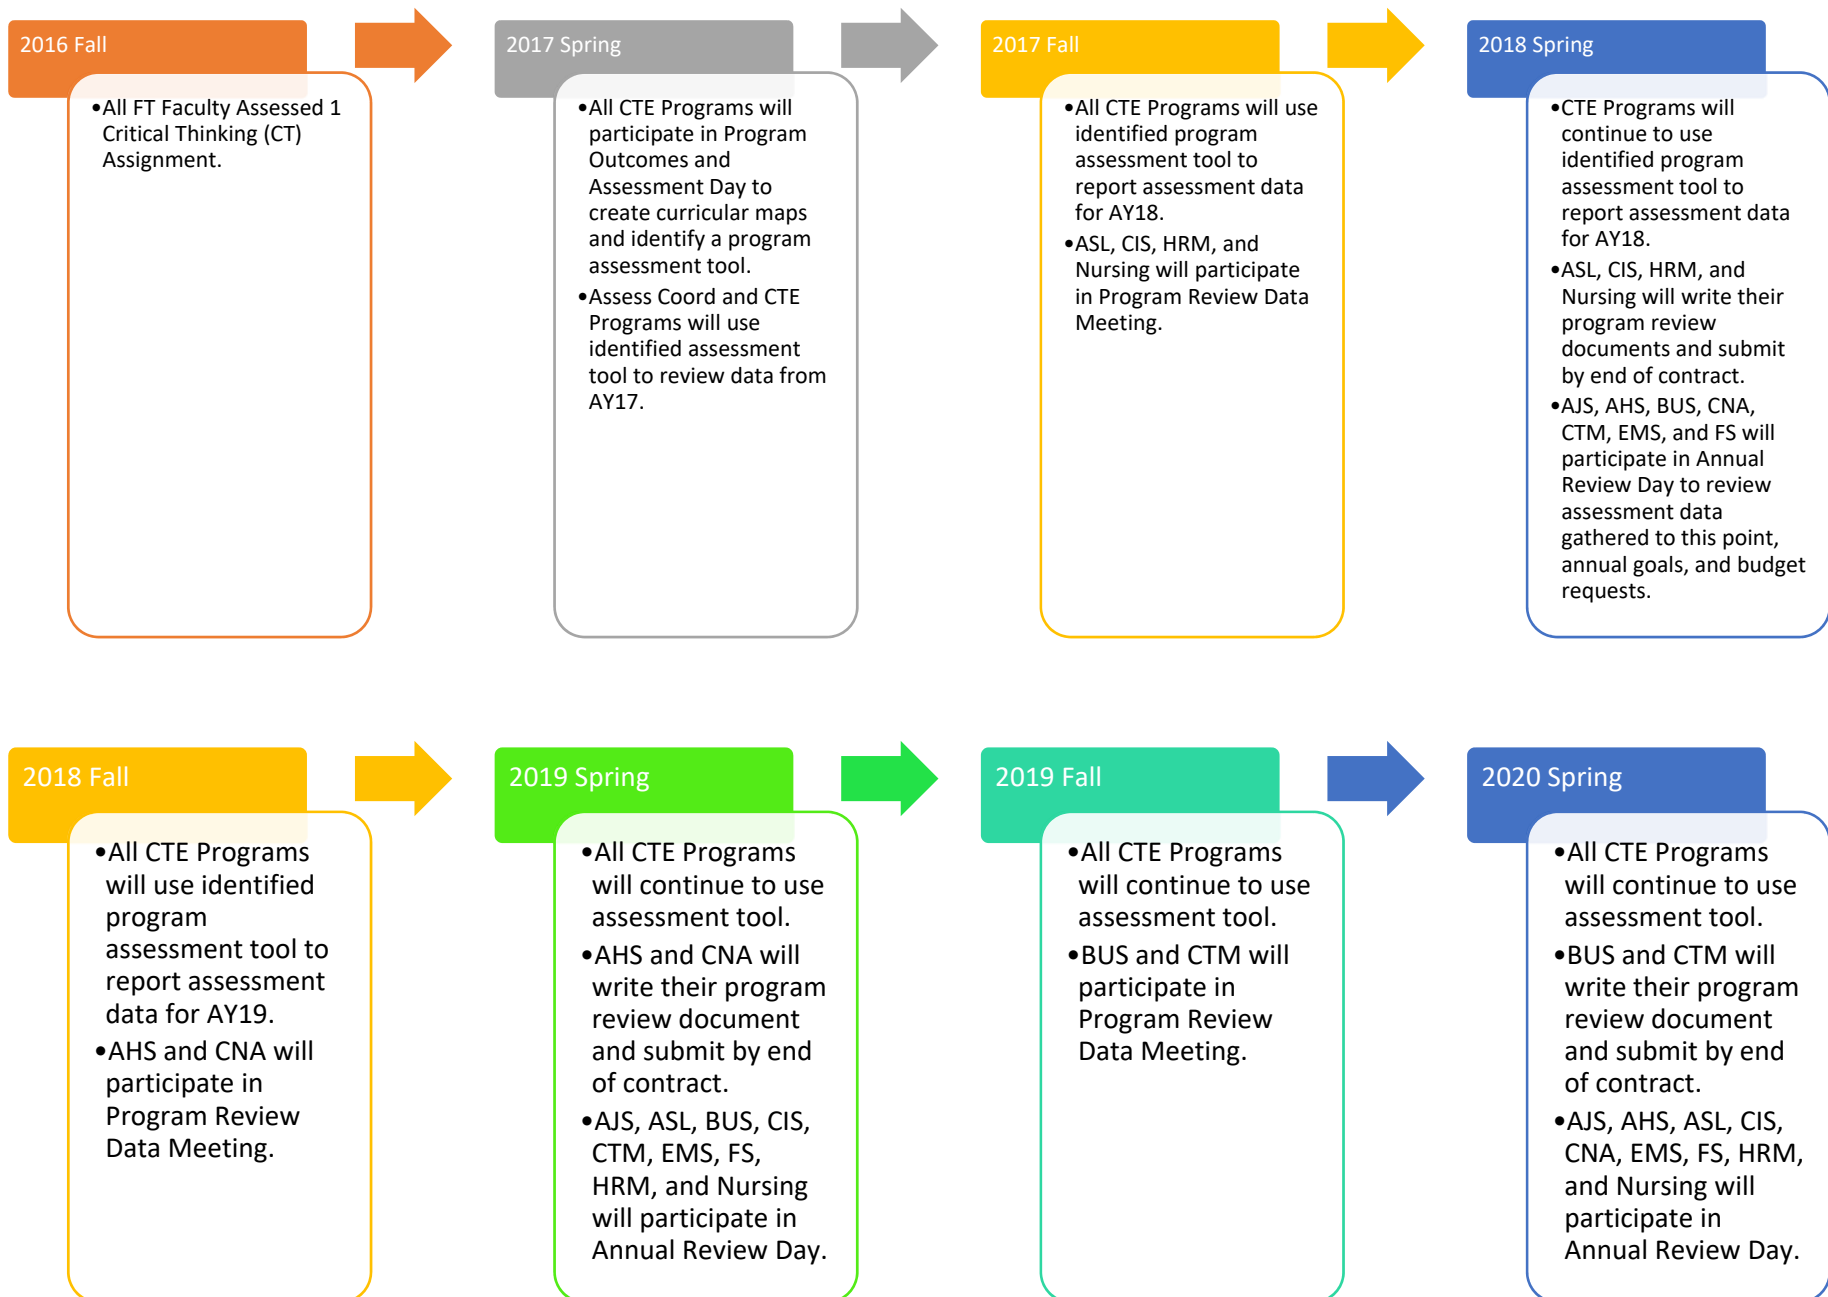 2016 Fall
•All FT Faculty Assessed 1
Critical Thinking (CT)
Assignment.
2017 Spring
•All CTE Programs will
participate in Program
Outcomes and
Assessment Day to
create curricular maps
and identify a program
assessment tool.
•Assess Coord and CTE
Programs will use
identified assessment
tool to review data from
AY17.
2017 Fall
•All CTE Programs will use
identified program
assessment tool to
report assessment data
for AY18.
•ASL, CIS, HRM, and
Nursing will participate
in Program Review Data
Meeting.
2018 Spring
•CTE Programs will
continue to use
identified program
assessment tool to
report assessment data
for AY18.
•ASL, CIS, HRM, and
Nursing will write their
program review
documents and submit
by end of contract.
•AJS, AHS, BUS, CNA,
CTM, EMS, and FS will
participate in Annual
Review Day to review
assessment data
gathered to this point,
annual goals, and budget
requests.
2018 Fall
•All CTE Programs
will use identified
program
assessment tool to
report assessment
data for AY19.
•AHS and CNA will
participate in
Program Review
Data Meeting.
2019 Spring
•All CTE Programs
will continue to use
assessment tool.
•AHS and CNA will
write their program
review document
and submit by end
of contract.
•AJS, ASL, BUS, CIS,
CTM, EMS, FS,
HRM, and Nursing
will participate in
Annual Review Day.
2019 Fall
•All CTE Programs
will continue to use
assessment tool.
•BUS and CTM will
participate in
Program Review
Data Meeting.
2020 Spring
•All CTE Programs
will continue to use
assessment tool.
•BUS and CTM will
write their program
review document
and submit by end
of contract.
•AJS, AHS, ASL, CIS,
CNA, EMS, FS, HRM,
and Nursing will
participate in
Annual Review Day.